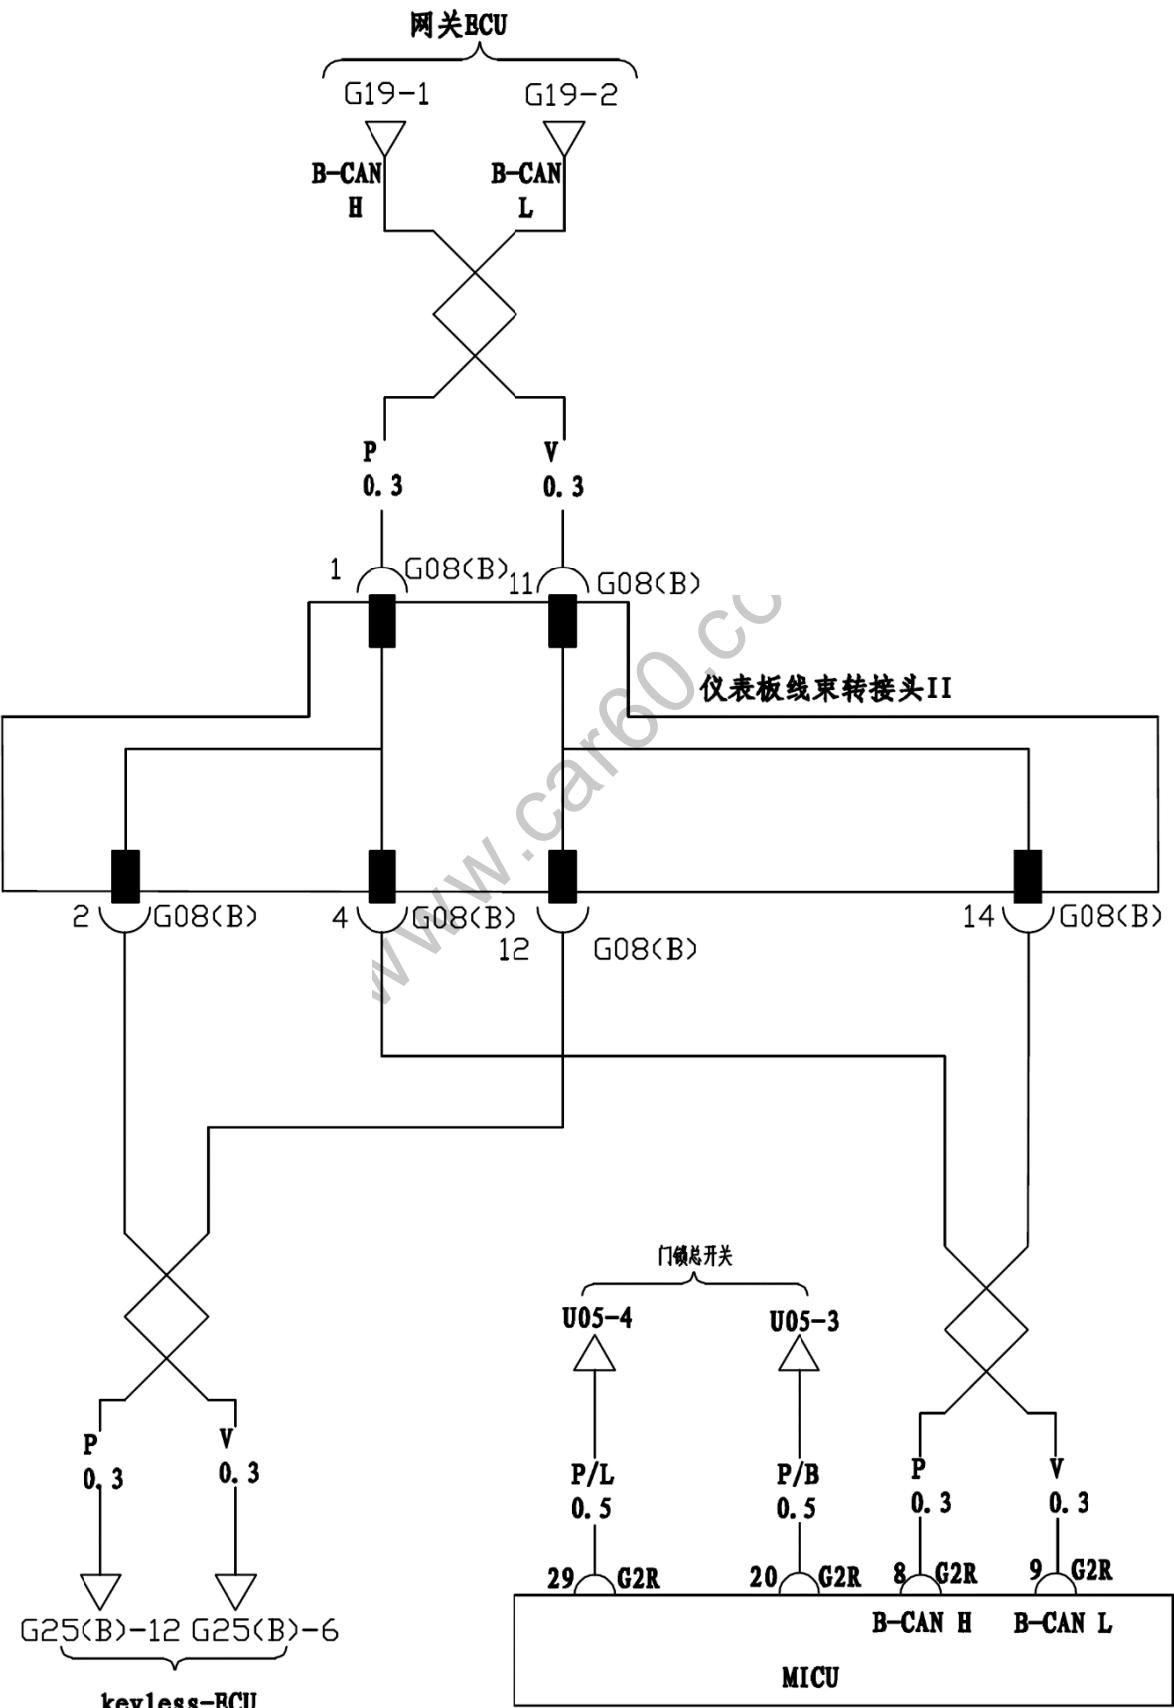 网关ECU
G19-1 G19-2
B-CAN B-CAN
H L
P V
0.3 0.3
1 G08(B) 11 G08(B)
www.car60.co
仪表板线束转接头II
2 G08(B) 4 G08(B) 14 G08(B)
12 G08(B)
门锁总开关
U05-4 U05-3
P V
0.3 0.3
P/L P/B P V
0.5 0.5 0.3 0.3
29 G2R 20 G2R 8 G2R 9 G2R
G25(B)-12 G25(B)-6
B-CAN H B-CAN L
MICU
keyless-ECU